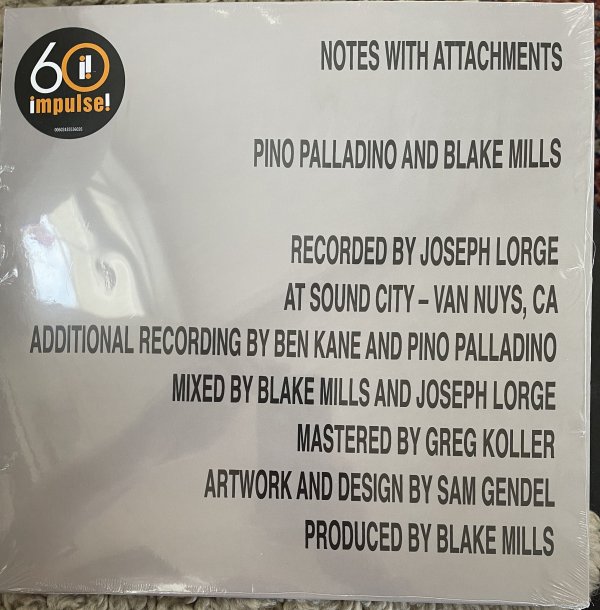 60 i!
impulse!
NOTES WITH ATTACHMENTS
PINO PALLADINO AND BLAKE MILLS
RECORDED BY JOSEPH LORGE
AT SOUND CITY – VAN NUYS, CA
ADDITIONAL RECORDING BY BEN KANE AND PINO PALLADINO
MIXED BY BLAKE MILLS AND JOSEPH LORGE
MASTERED BY GREG KOLLER
ARTWORK AND DESIGN BY SAM GENDEL
PRODUCED BY BLAKE MILLS